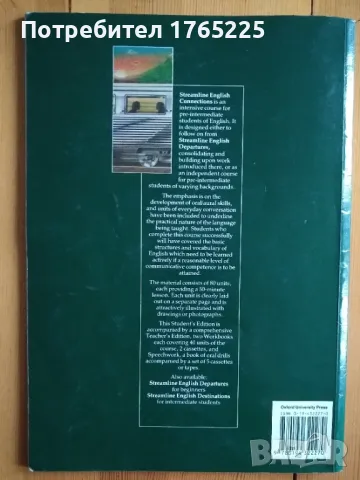 Потребител 1765225
Streamline English
Connections is an
intensive course for
pre-intermediate
students of English. It
is designed either to
follow on from
Streamline English
Departures,
consolidating and
building upon work
introduced there, or as
an independent course
for pre-intermediate
students of varying backgrounds.
The emphasis is on the
development of oral/aural skills,
and units of everyday conversation
have been included to underline
the practical nature of the language
being taught. Students who
complete this course successfully
will have covered the basic
structures and vocabulary of
English which need to be learned
actively if a reasonable level of
communicative competence is to be
attained.
The material consists of 80 units,
each providing a 50-minute
lesson. Each unit is clearly laid
out on a separate page and is
attractively illustrated with
drawings or photographs.
This Student's Edition is
accompanied by a comprehensive
Teacher's Edition, two Workbooks
each covering 40 units of the
course, 2 cassettes, and
Speechwork, a book of oral drills
accompanied by a set of 5 cassettes
or tapes.
Also available:
Streamline English Departures
for beginners
Streamline English Destinations
for intermediate students
Oxford University Press